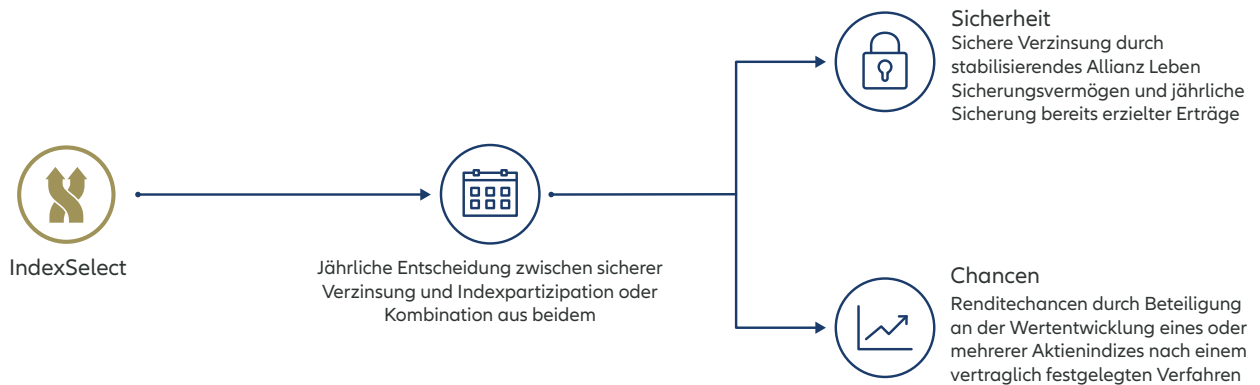 IndexSelect
Jährliche Entscheidung zwischen sicherer
Verzinsung und Indexpartizipation oder
Kombination aus beidem
Sicherheit
Sichere Verzinsung durch
stabilisierendes Allianz Leben
Sicherungsvermögen und jährliche
Sicherung bereits erzielter Erträge
Chancen
Renditechancen durch Beteiligung
an der Wertentwicklung eines oder
mehrerer Aktienindizes nach einem
vertraglich festgelegten Verfahren